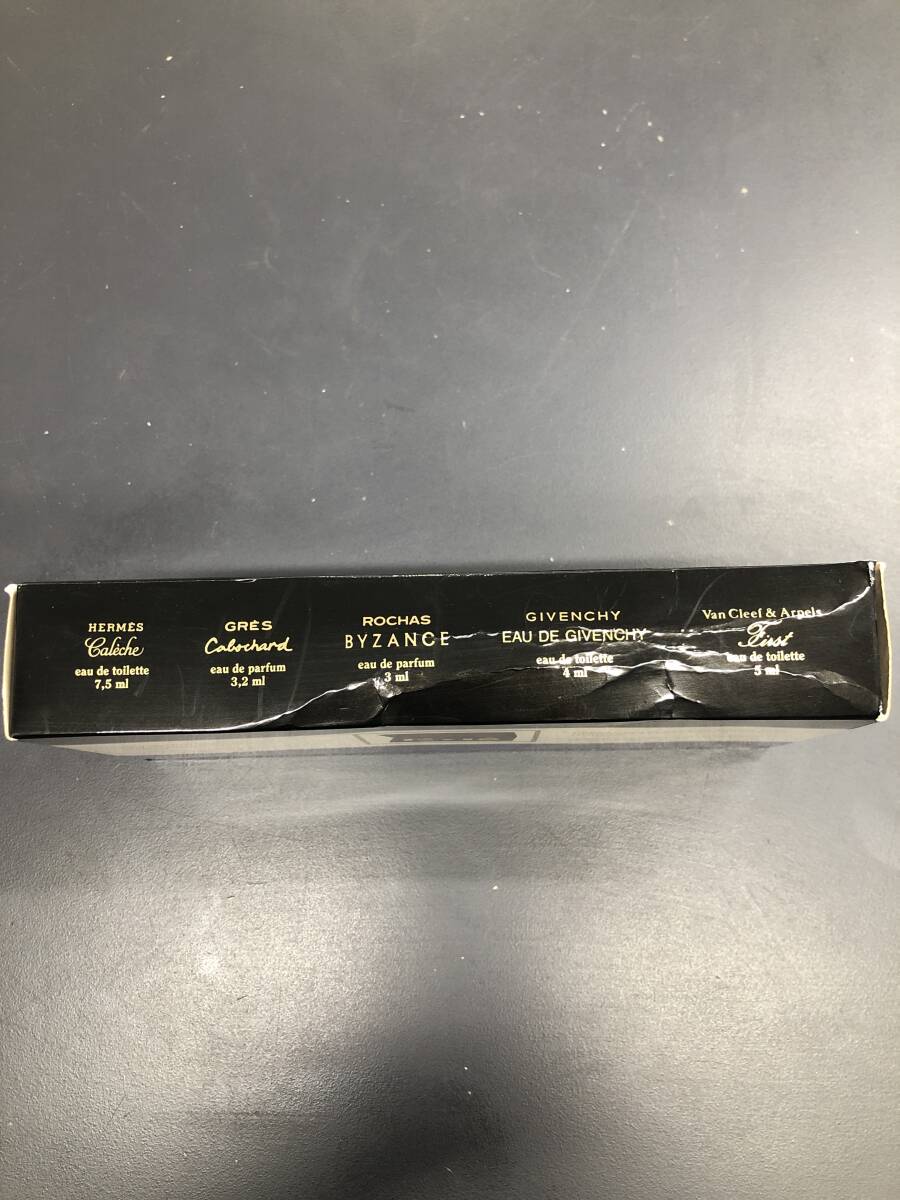 HERMÈS
Calèche
eau de toilette
7,5 ml
GRÈS
Cabochard
eau de parfum
3,2 ml
ROCHAS
BYZANCE
eau de parfum
3 ml
GIVENCHY
EAU DE GIVENCHY
eau de toilette
4 ml
Van Cleef & Arpels
First
eau de toilette
5 ml